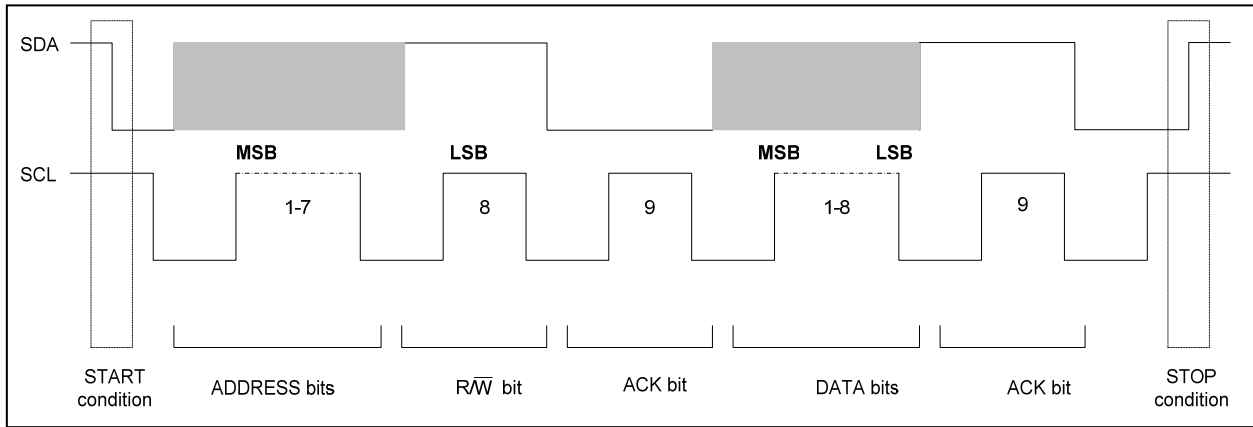 SDA
MSB LSB MSB LSB
SCL
1-7 8 9 1-8 9
START
condition
ADDRESS bits
R/W̅ bit
ACK bit
DATA bits
ACK bit
STOP
condition